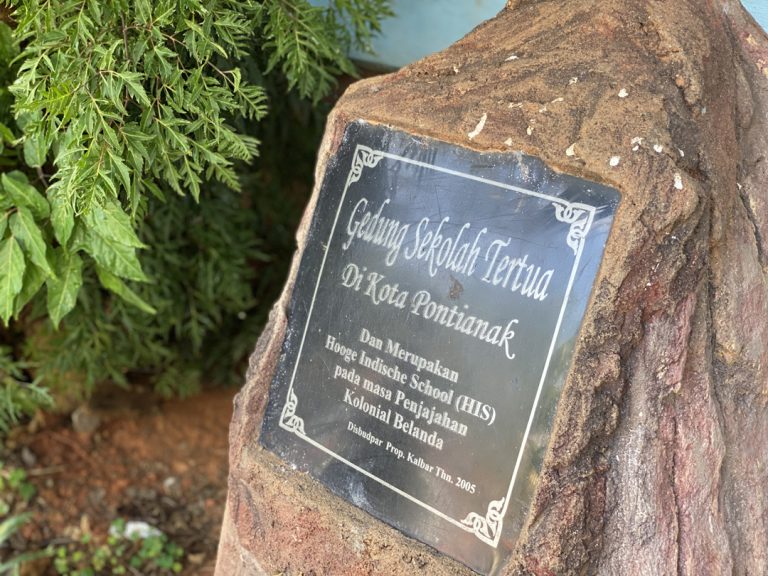 Gedung Sekolah Tertua
Di Kota Pontianak
Dan Merupakan
Hooge Indische School (HIS)
pada masa Penjajahan
Kolonial Belanda
Disbudpar Prop. Kalbar Thn. 2005